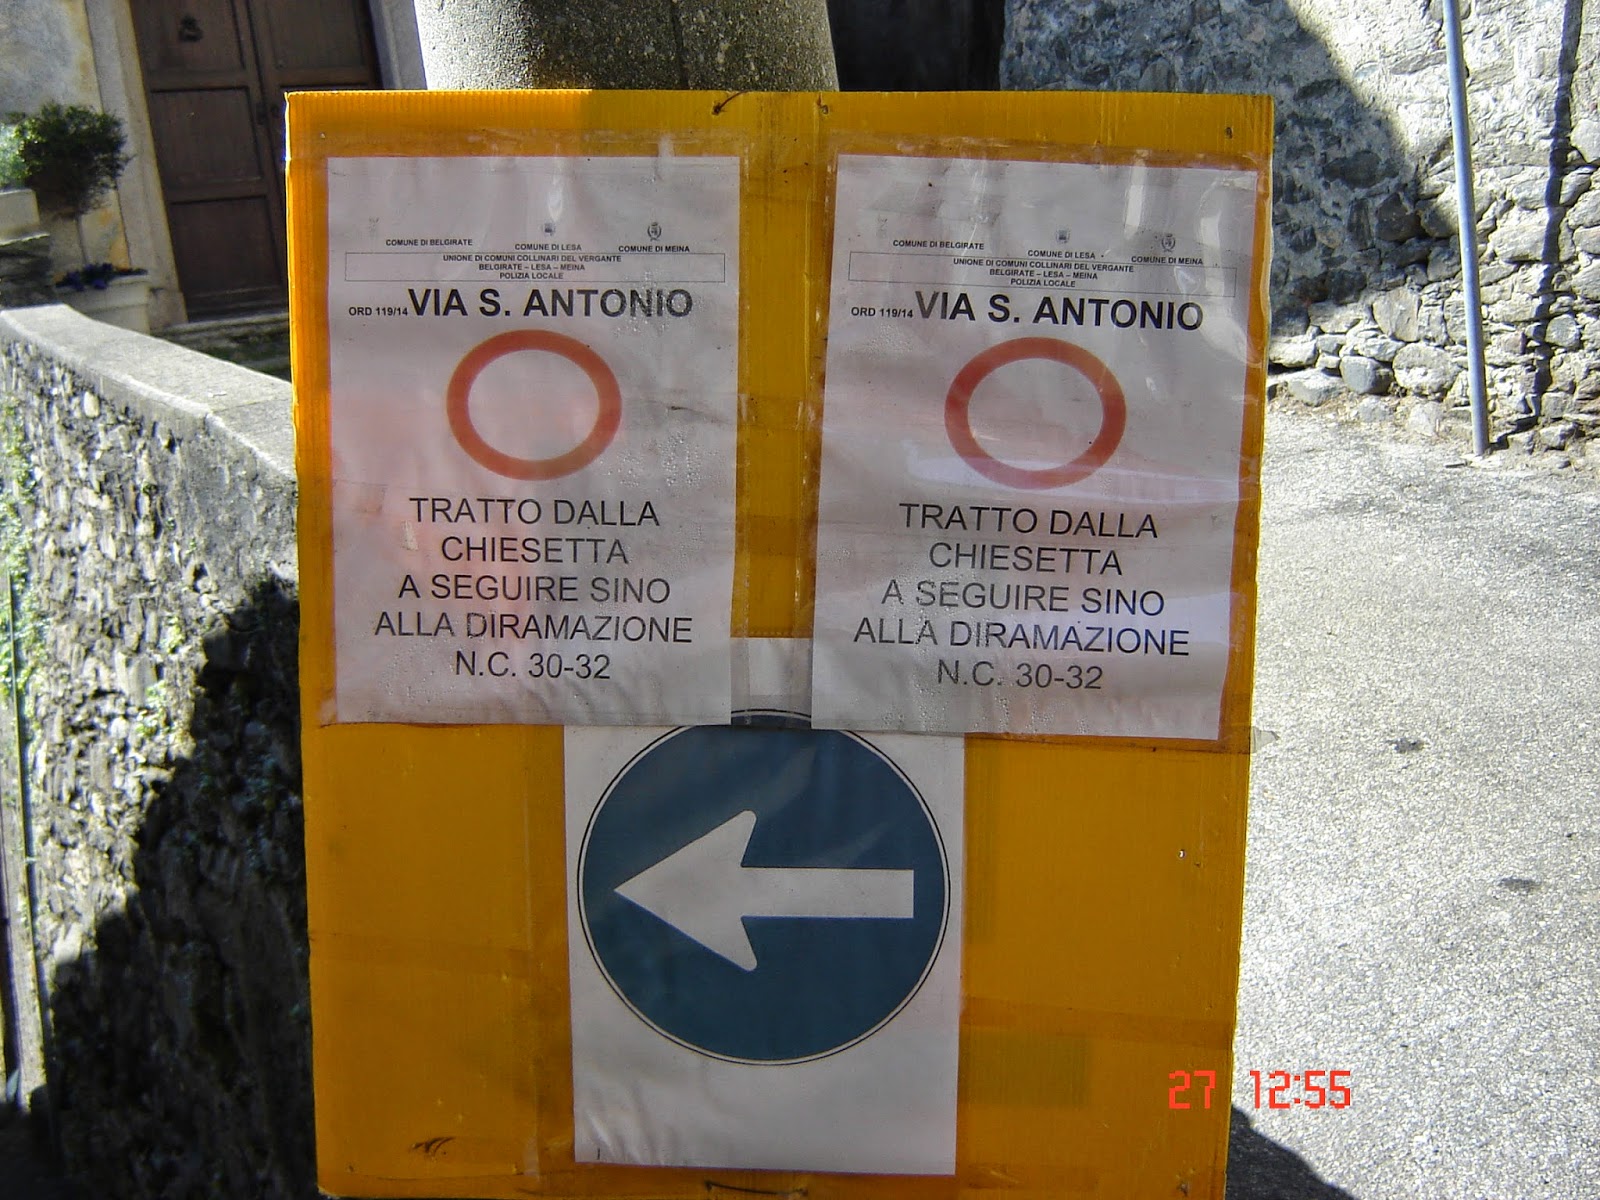 COMUNE DI BELGIRATE COMUNE DI LESA COMUNE DI MEINA
UNIONE DI COMUNI COLLINARI DEL VERGANTE
BELGIRATE – LESA – MEINA
POLIZIA LOCALE
ORD 119/14 VIA S. ANTONIO
TRATTO DALLA
CHIESETTA
A SEGUIRE SINO
ALLA DIRAMAZIONE
N.C. 30-32
COMUNE DI BELGIRATE COMUNE DI LESA COMUNE DI MEINA
UNIONE DI COMUNI COLLINARI DEL VERGANTE
BELGIRATE – LESA – MEINA
POLIZIA LOCALE
ORD 119/14 VIA S. ANTONIO
TRATTO DALLA
CHIESETTA
A SEGUIRE SINO
ALLA DIRAMAZIONE
N.C. 30-32
27 12:55